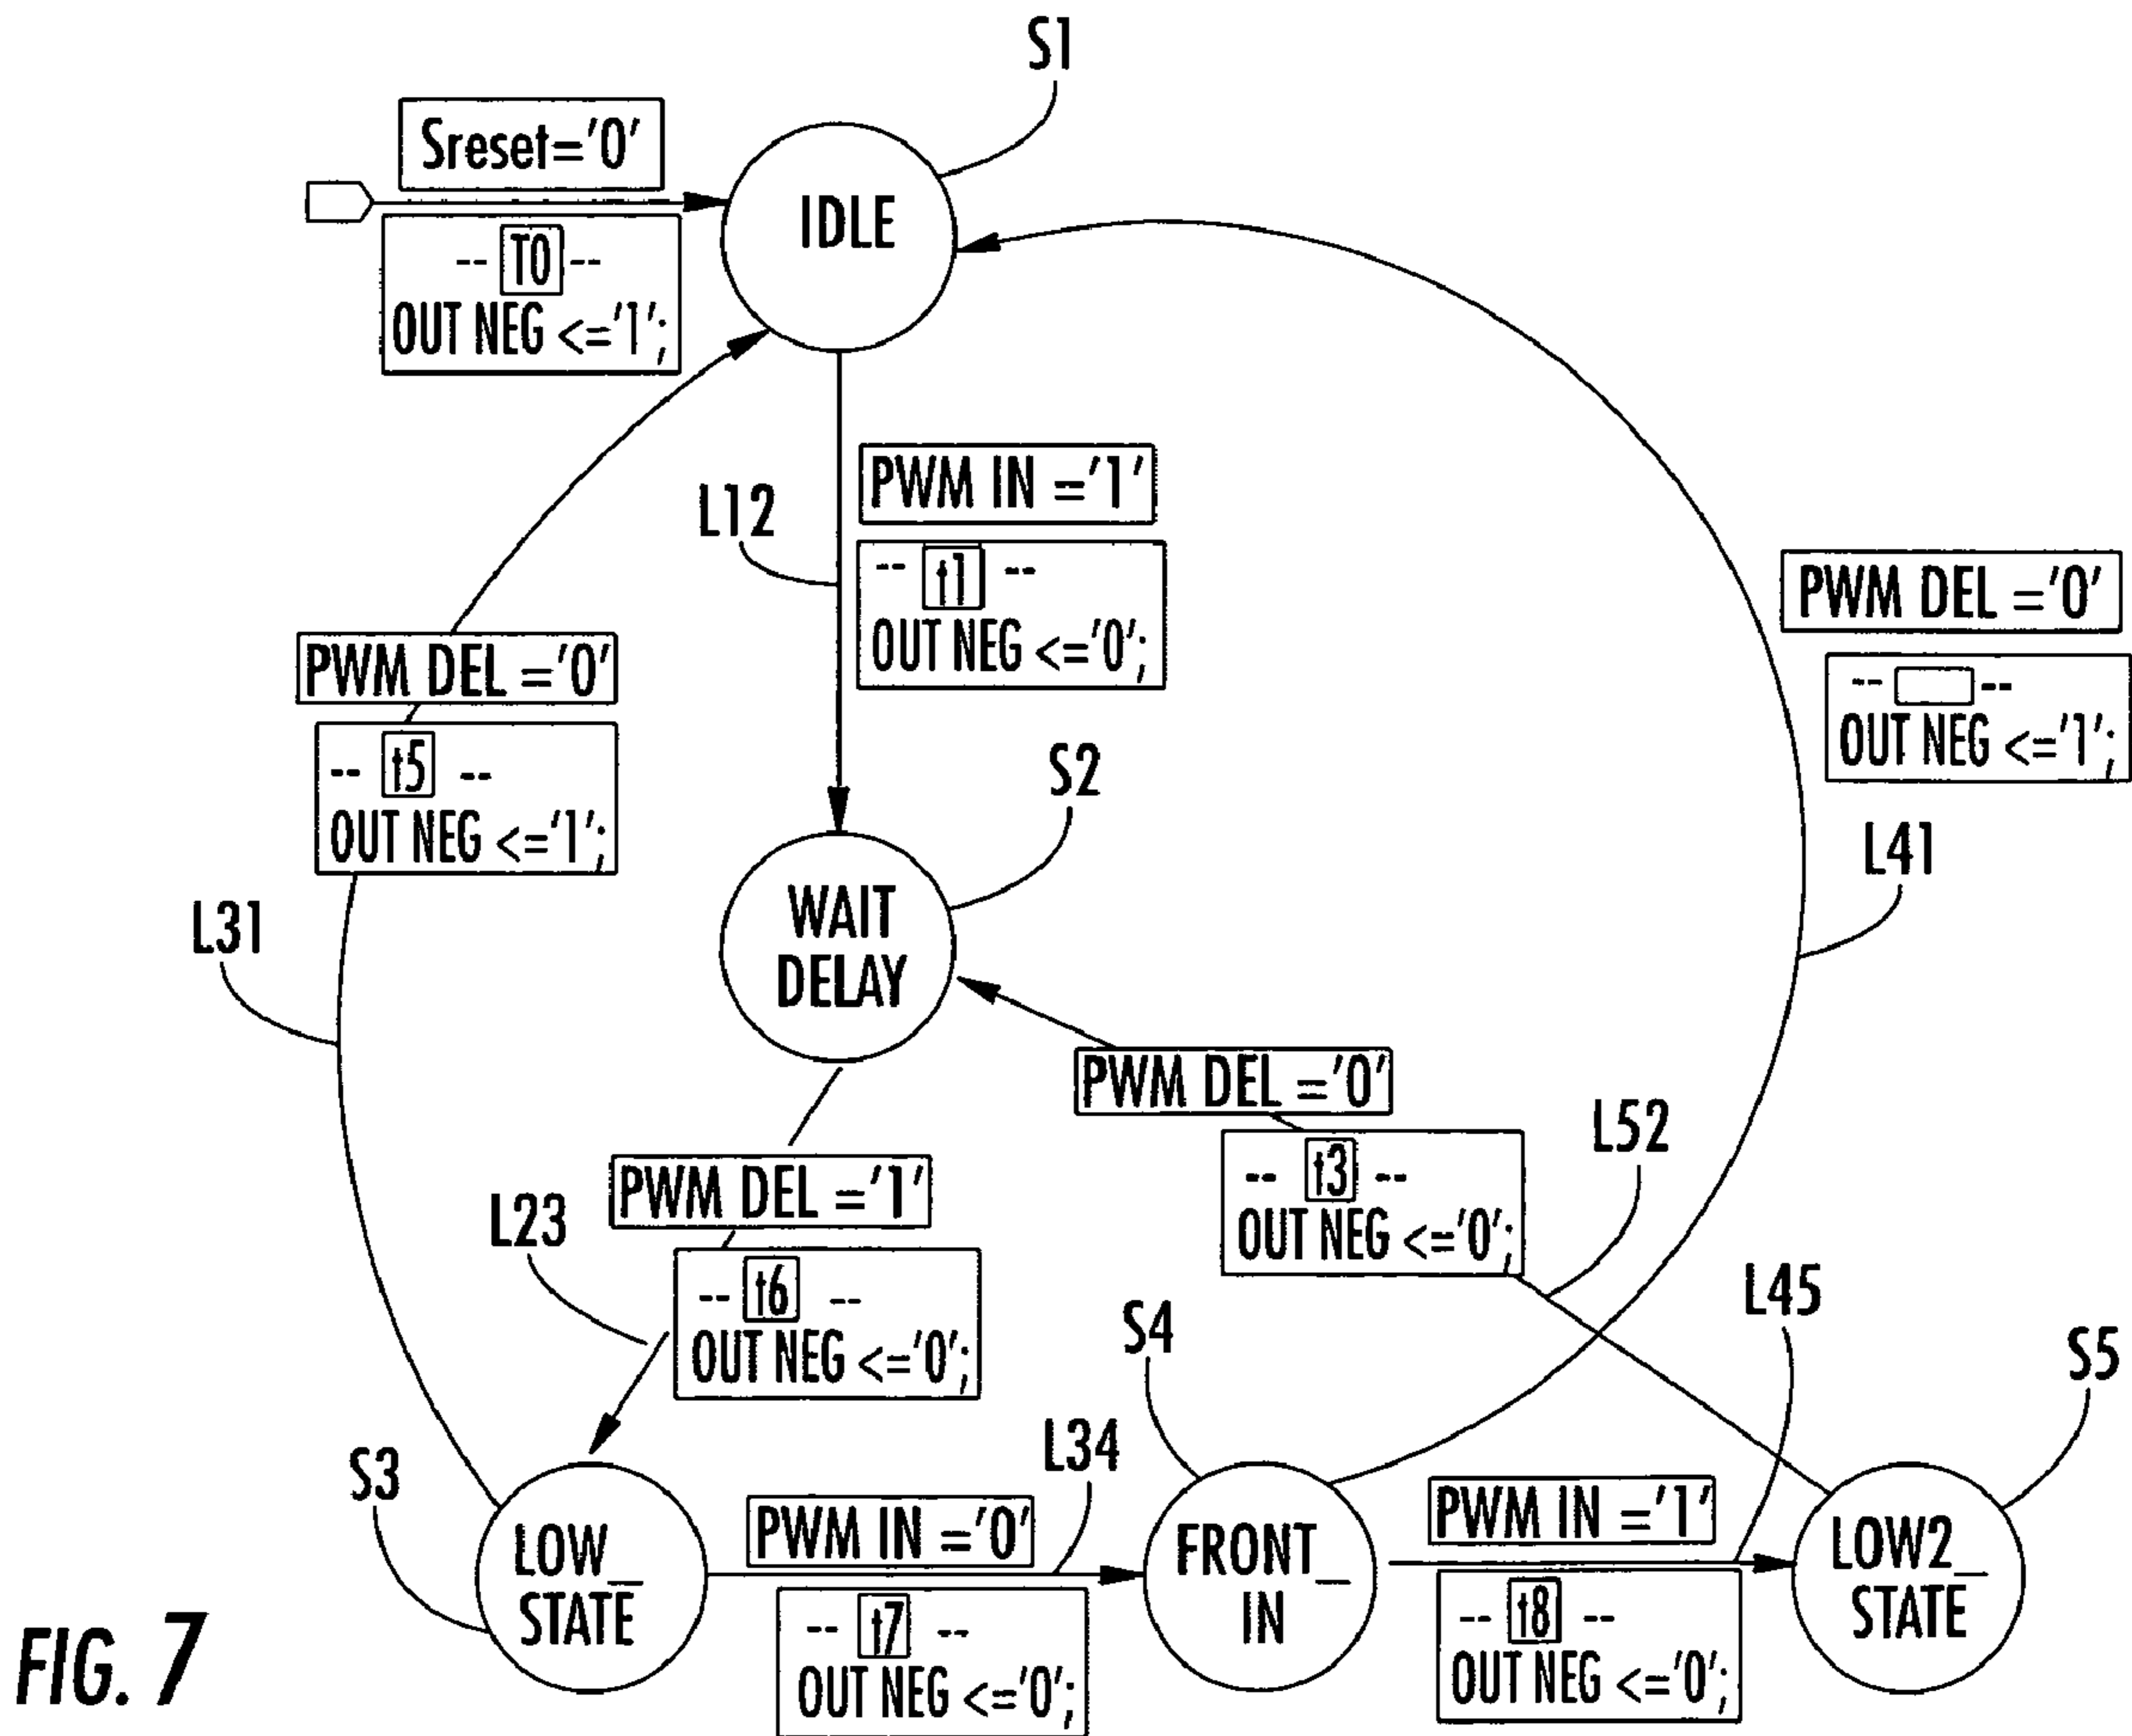 S1
Sreset='0'
IDLE
-- T0 --
OUT NEG <='1';
PWM IN ='1'
L12
-- t1 --
OUT NEG <='0';
PWM DEL ='0'
-- --
OUT NEG <='1';
PWM DEL ='0'
-- t5 --
OUT NEG <='1';
S2
L41
L31
WAIT
DELAY
PWM DEL ='0'
L52
-- t3 --
OUT NEG <='0';
PWM DEL ='1'
L23
-- t6 --
OUT NEG <='0';
L45
S4
S5
L34
S3
PWM IN ='0'
PWM IN ='1'
LOW_
STATE
FRONT_
IN
LOW2_
STATE
-- t7 --
OUT NEG <='0';
-- t8 --
OUT NEG <='0';
FIG. 7